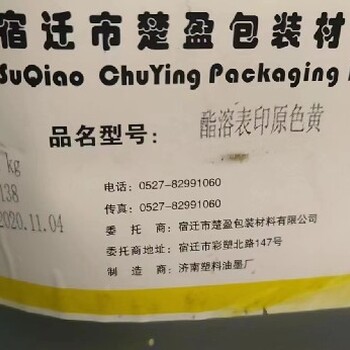 宿迁市楚盈包装材
SuQiao ChuYing Packaging
品名型号： 酯溶表印原色黄
kg
138
2020.11.04
电话：0527-82991060
传真：0527-82991060
委 托 商：宿迁市楚盈包装材料有限公司
委托商地址：宿迁市彩塑北路147号
制 造 商：济南塑料油墨厂